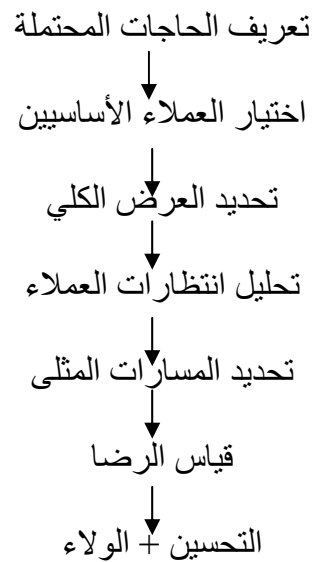 تعريف الحاجات المحتملة
اختيار العملاء الأساسيين
تحديد العرض الكلي
تحليل انتظارات العملاء
تحديد المسارات المثلى
قياس الرضا
التحسين + الولاء